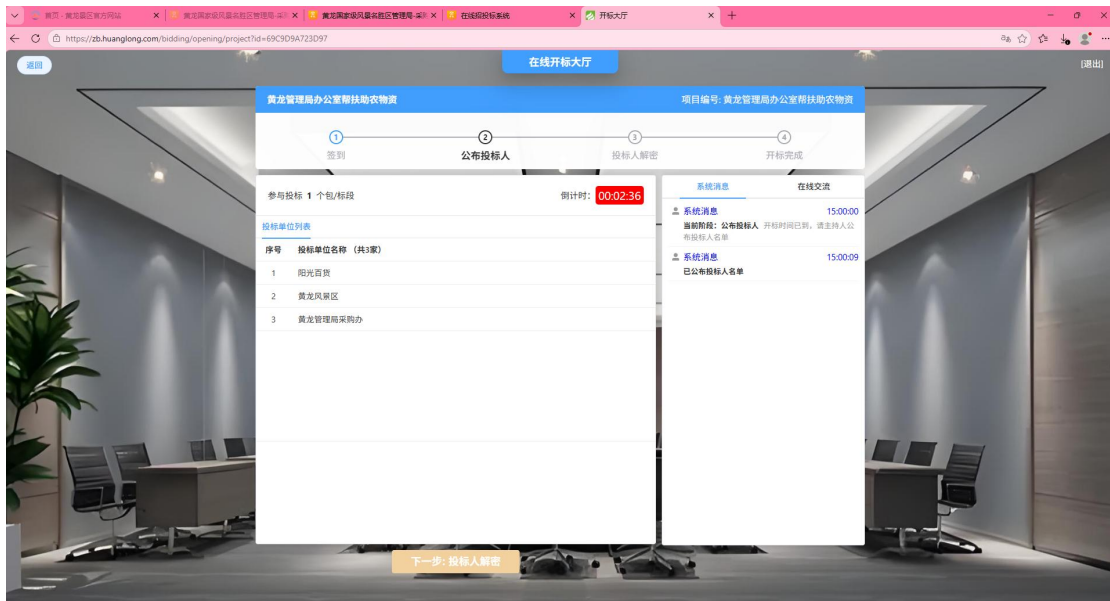 首页 - 黄龙景区官方网站
黄龙国家级风景名胜区管理局-采
黄龙国家级风景名胜区管理局-采
在线招投标系统
开标大厅
https://zb.huanglong.com/bidding/opening/project?id=69C9D9A723D97
返回
在线开标大厅
[退出]
黄龙管理局办公室帮扶助农物资
项目编号: 黄龙管理局办公室帮扶助农物资
1 2 3 4
签到 公布投标人 投标人解密 开标完成
参与投标 1 个包/标段
倒计时: 00:02:36
投标单位列表
序号 投标单位名称 (共3家)
1 阳光百货
2 黄龙风景区
3 黄龙管理局采购办
系统消息 在线交流
系统消息 15:00:00
当前阶段: 公布投标人 开标时间已到, 请主持人公
布投标人名单
系统消息 15:00:09
已公布投标人名单
下一步: 投标人解密